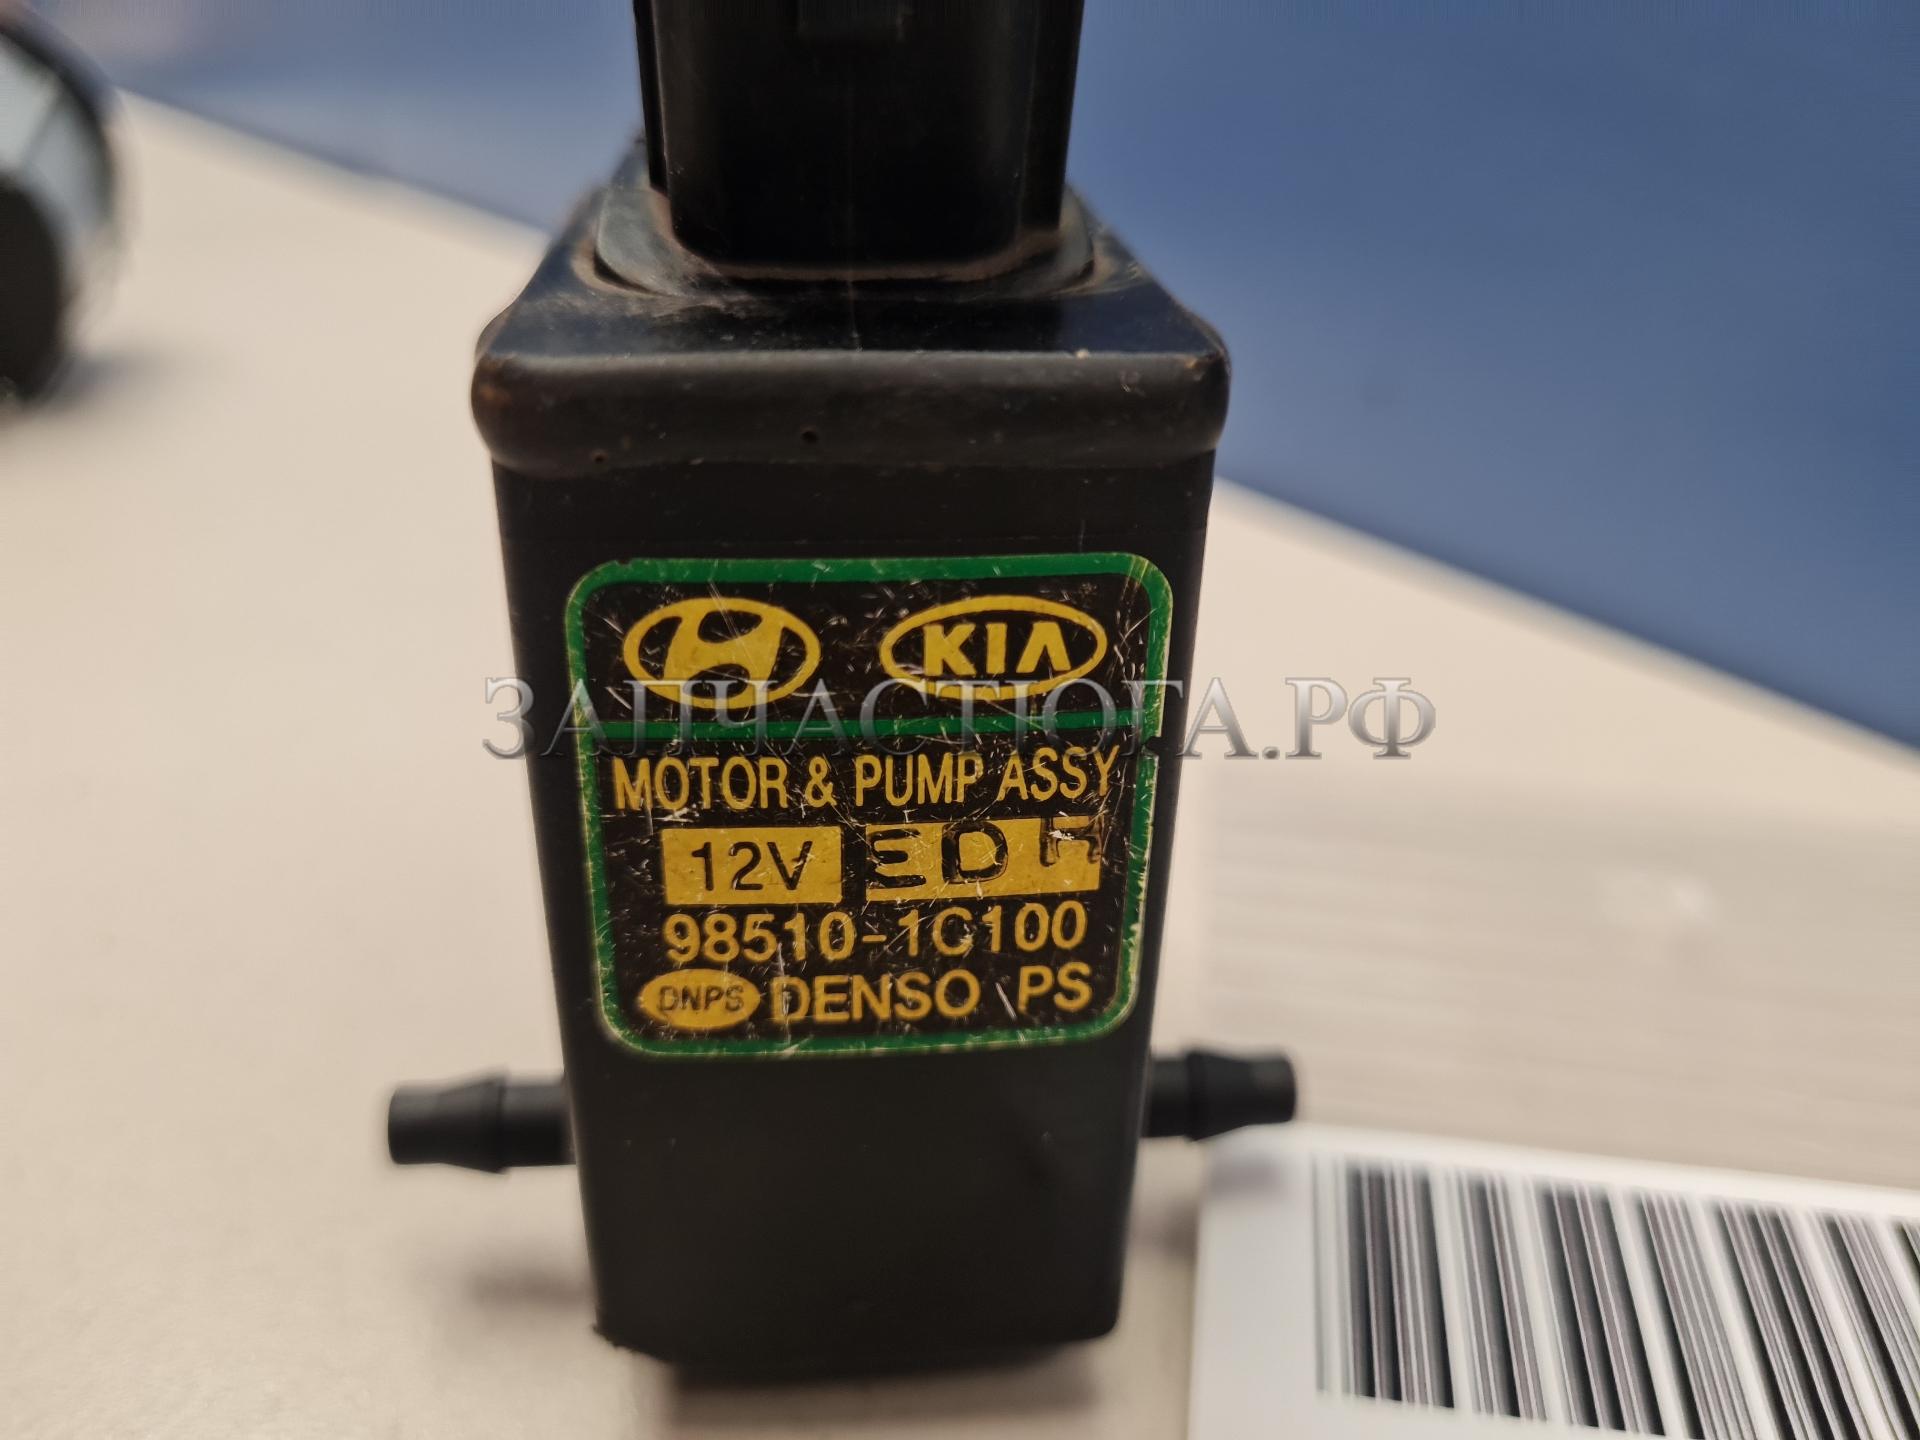 KIA
ЗАПЧАСТЮГА.РФ
MOTOR & PUMP ASSY
12V
98510-1C100
DNPS DENSO PS